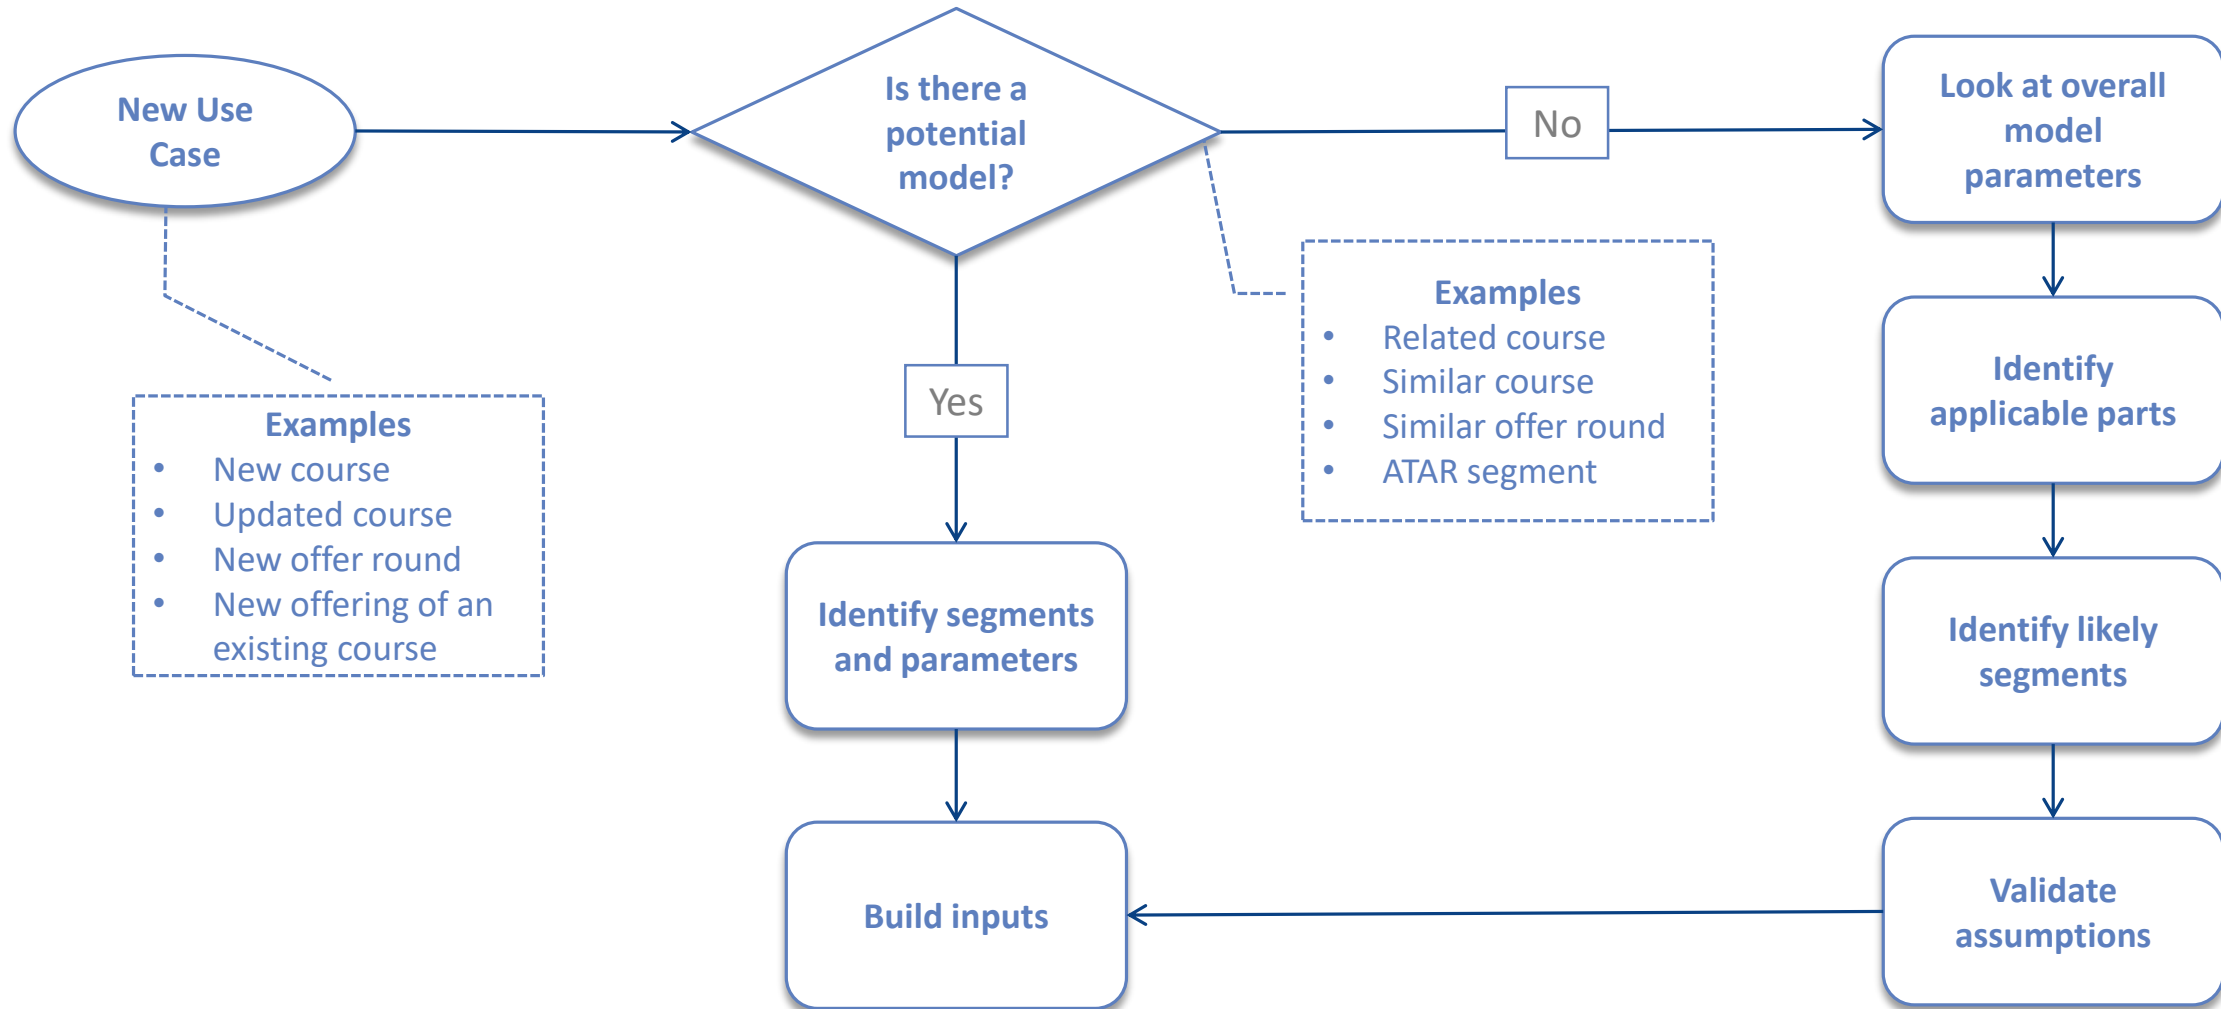 New Use
Case
Is there a
potential
model?
No
Look at overall
model
parameters
Examples
• Related course
• Similar course
• Similar offer round
• ATAR segment
Identify
applicable parts
Yes
Examples
• New course
• Updated course
• New offer round
• New offering of an
existing course
Identify segments
and parameters
Identify likely
segments
Build inputs
Validate
assumptions